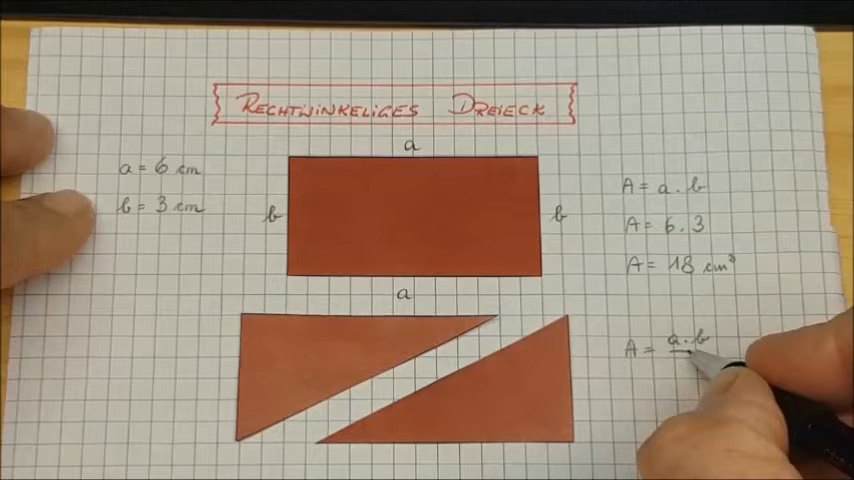 RECHTWINKELIGES DREIECK
a
a = 6 cm
b = 3 cm
b
b
a
A = a . b
A = 6 . 3
A = 18 cm²
A = a . b